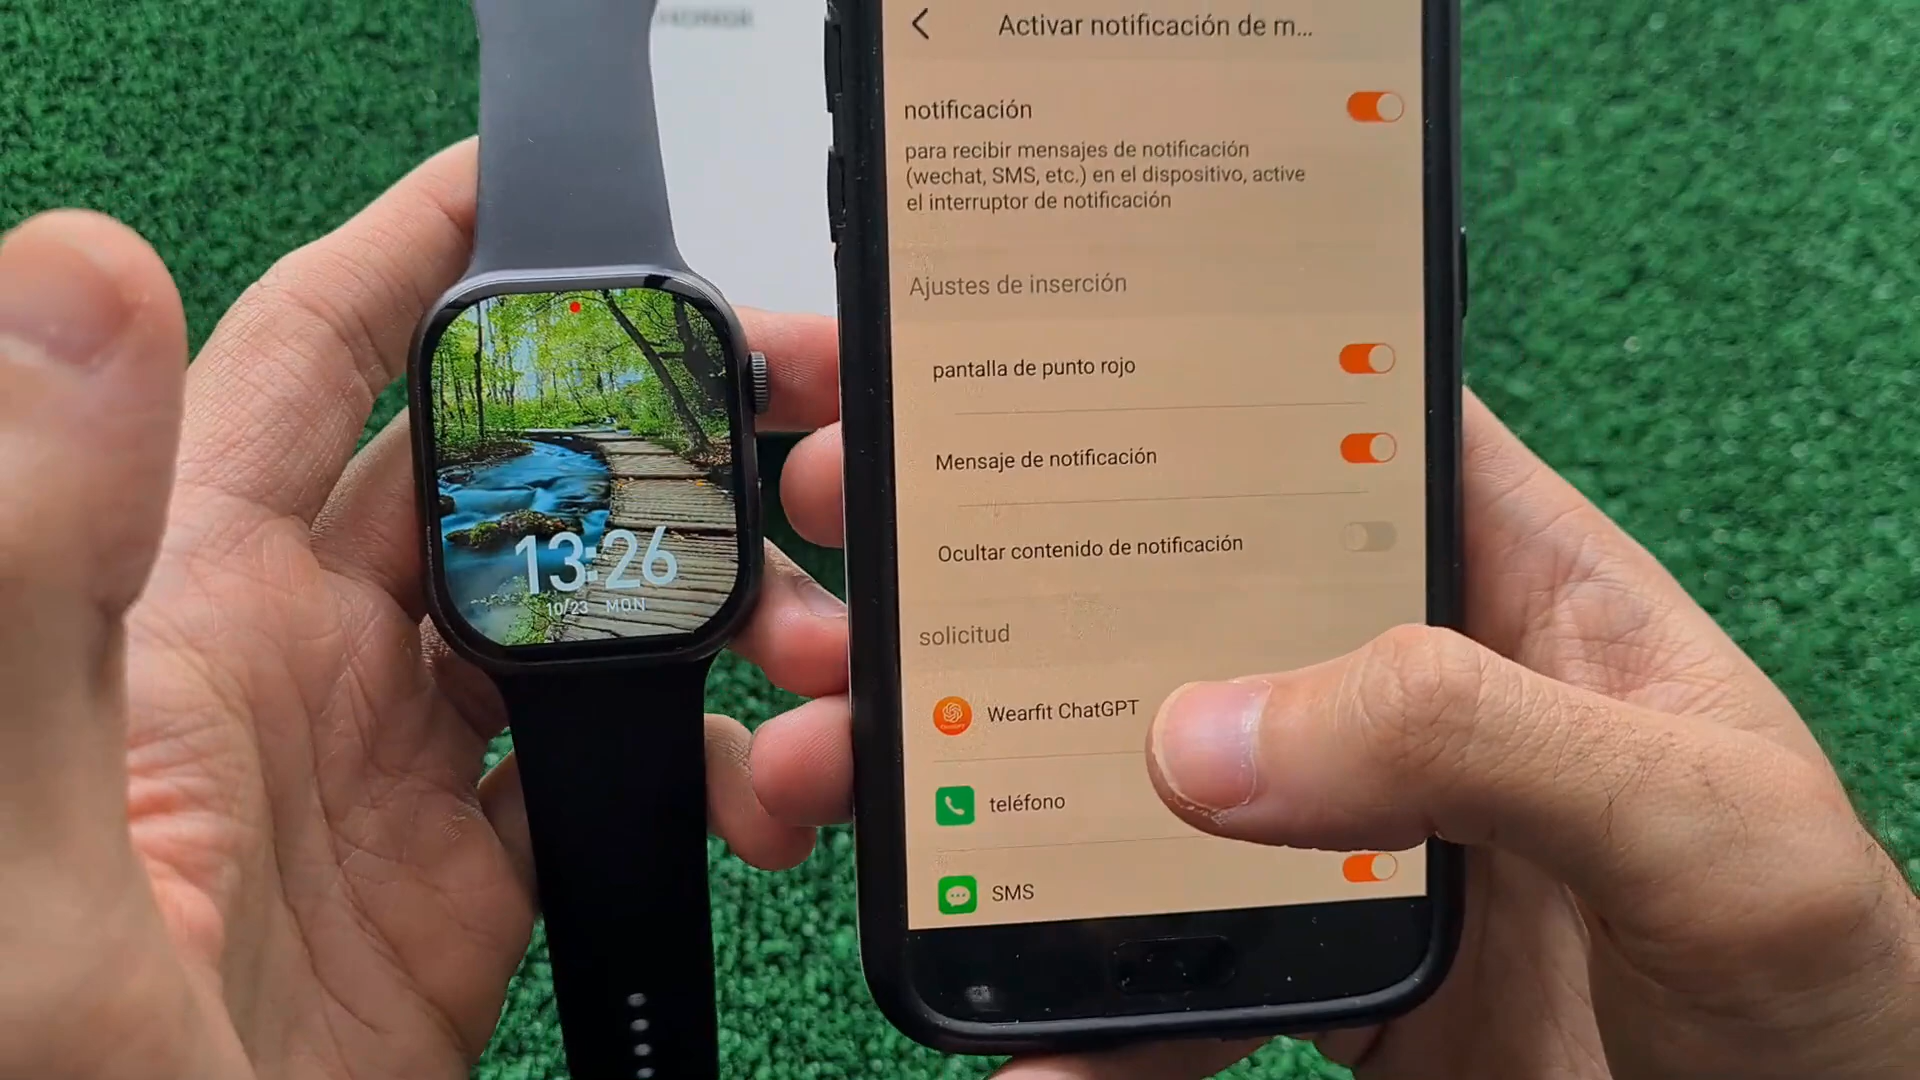 HONOR
Activar notificación de m...
notificación
para recibir mensajes de notificación
(wechat, SMS, etc.) en el dispositivo, active
el interruptor de notificación
Ajustes de inserción
pantalla de punto rojo
Mensaje de notificación
Ocultar contenido de notificación
solicitud
Wearfit ChatGPT
teléfono
SMS
13:26
10/23 MON